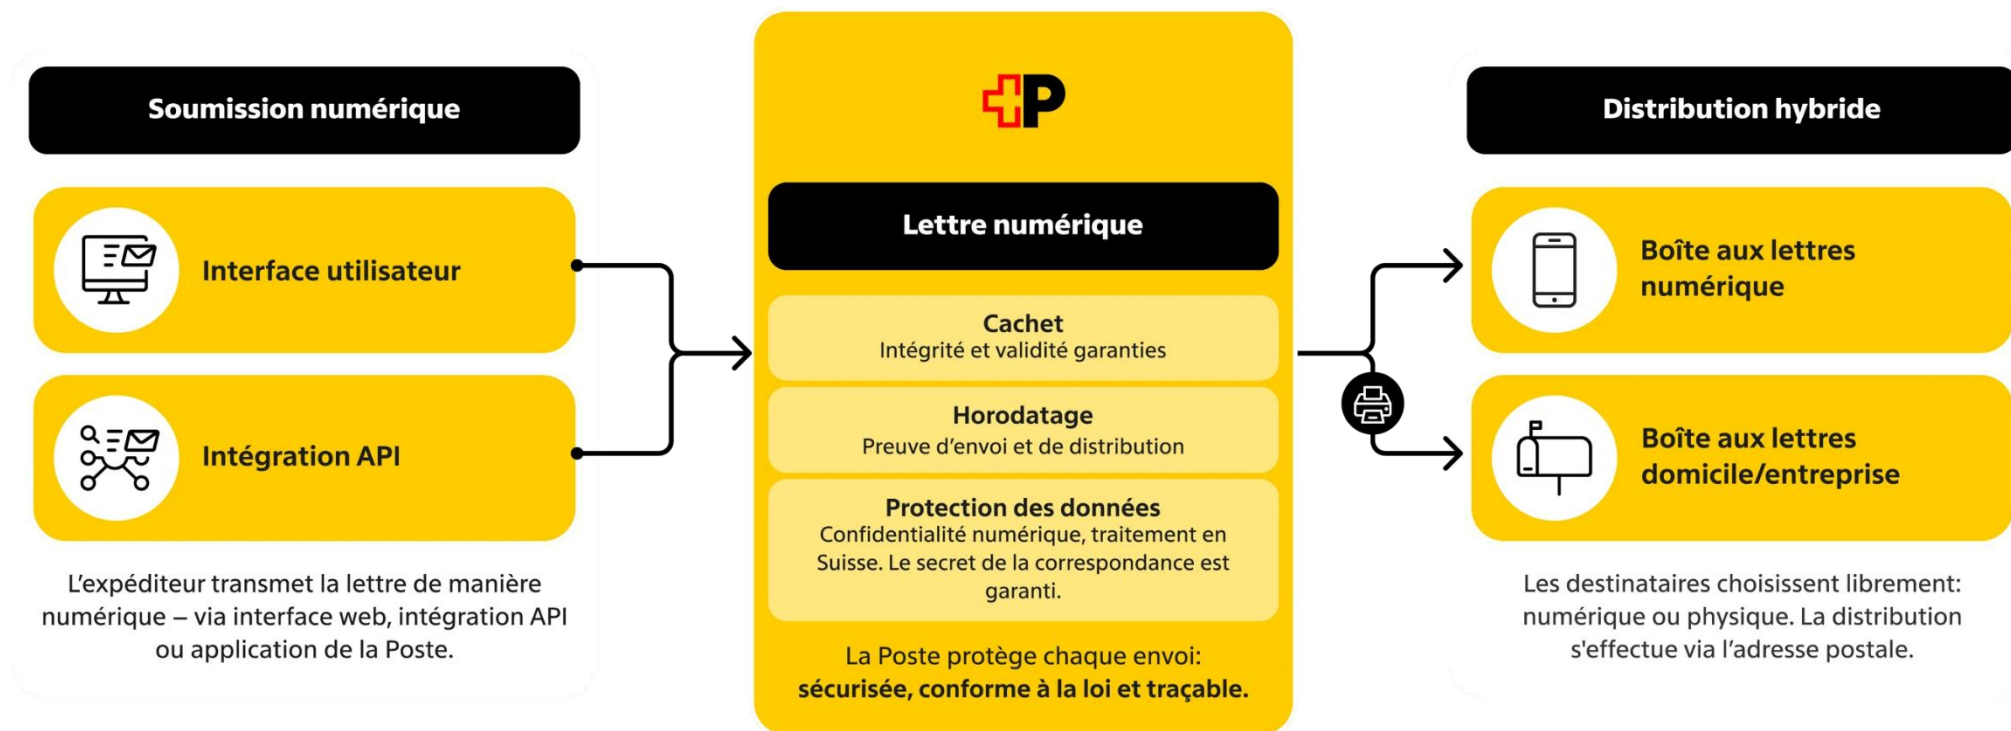 Soumission numérique
Interface utilisateur
Intégration API
L’expéditeur transmet la lettre de manière
numérique – via interface web, intégration API
ou application de la Poste.
P
Lettre numérique
Cachet
Intégrité et validité garanties
Horodatage
Preuve d’envoi et de distribution
Protection des données
Confidentialité numérique, traitement en
Suisse. Le secret de la correspondance est
garanti.
La Poste protège chaque envoi:
sécurisée, conforme à la loi et traçable.
Distribution hybride
Boîte aux lettres
numérique
Boîte aux lettres
domicile/entreprise
Les destinataires choisissent librement:
numérique ou physique. La distribution
s'effectue via l’adresse postale.